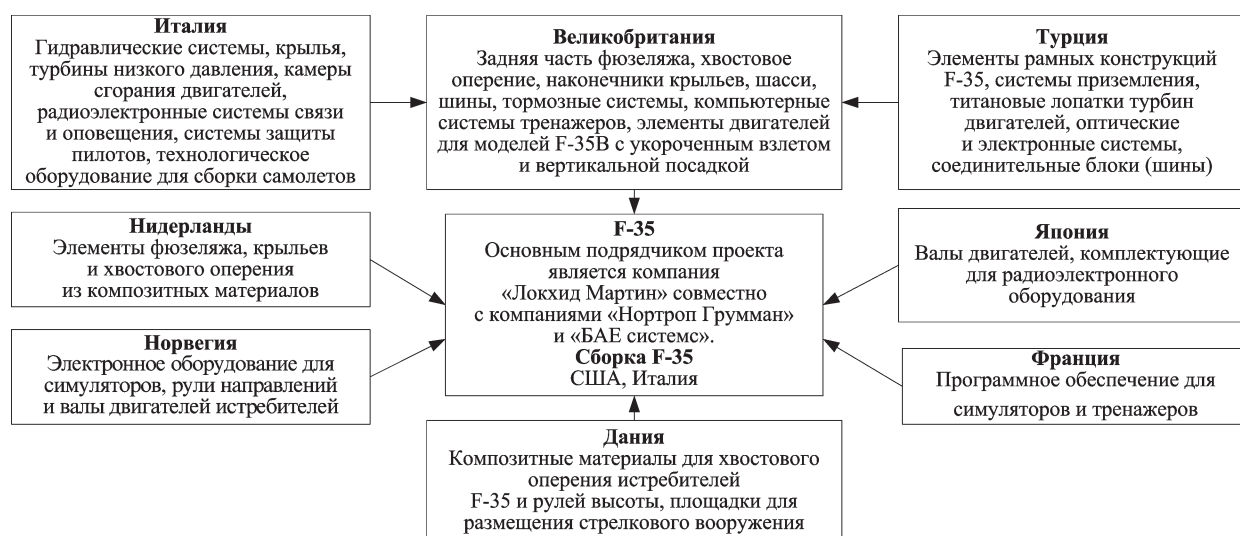 Италия
Гидравлические системы, крылья,
турбины низкого давления, камеры
сгорания двигателей,
радиоэлектронные системы связи
и оповещения, системы защиты
пилотов, технологическое
оборудование для сборки самолетов
Великобритания
Задняя часть фюзеляжа, хвостовое
оперение, наконечники крыльев, шасси,
шины, тормозные системы, компьютерные
системы тренажеров, элементы двигателей
для моделей F-35B с укороченным взлетом
и вертикальной посадкой
Турция
Элементы рамных конструкций
F-35, системы приземления,
титановые лопатки турбин
двигателей, оптические
и электронные системы,
соединительные блоки (шины)
Нидерланды
Элементы фюзеляжа, крыльев
и хвостового оперения
из композитных материалов
F-35
Основным подрядчиком проекта
является компания
«Локхид Мартин» совместно
с компаниями «Нортроп Грумман»
и «БАЕ системс».
Сборка F-35
США, Италия
Япония
Валы двигателей, комплектующие
для радиоэлектронного
оборудования
Норвегия
Электронное оборудование для
симуляторов, рули направлений
и валы двигателей истребителей
Франция
Программное обеспечение для
симуляторов и тренажеров
Дания
Композитные материалы для хвостового
оперения истребителей
F-35 и рулей высоты, площадки для
размещения стрелкового вооружения